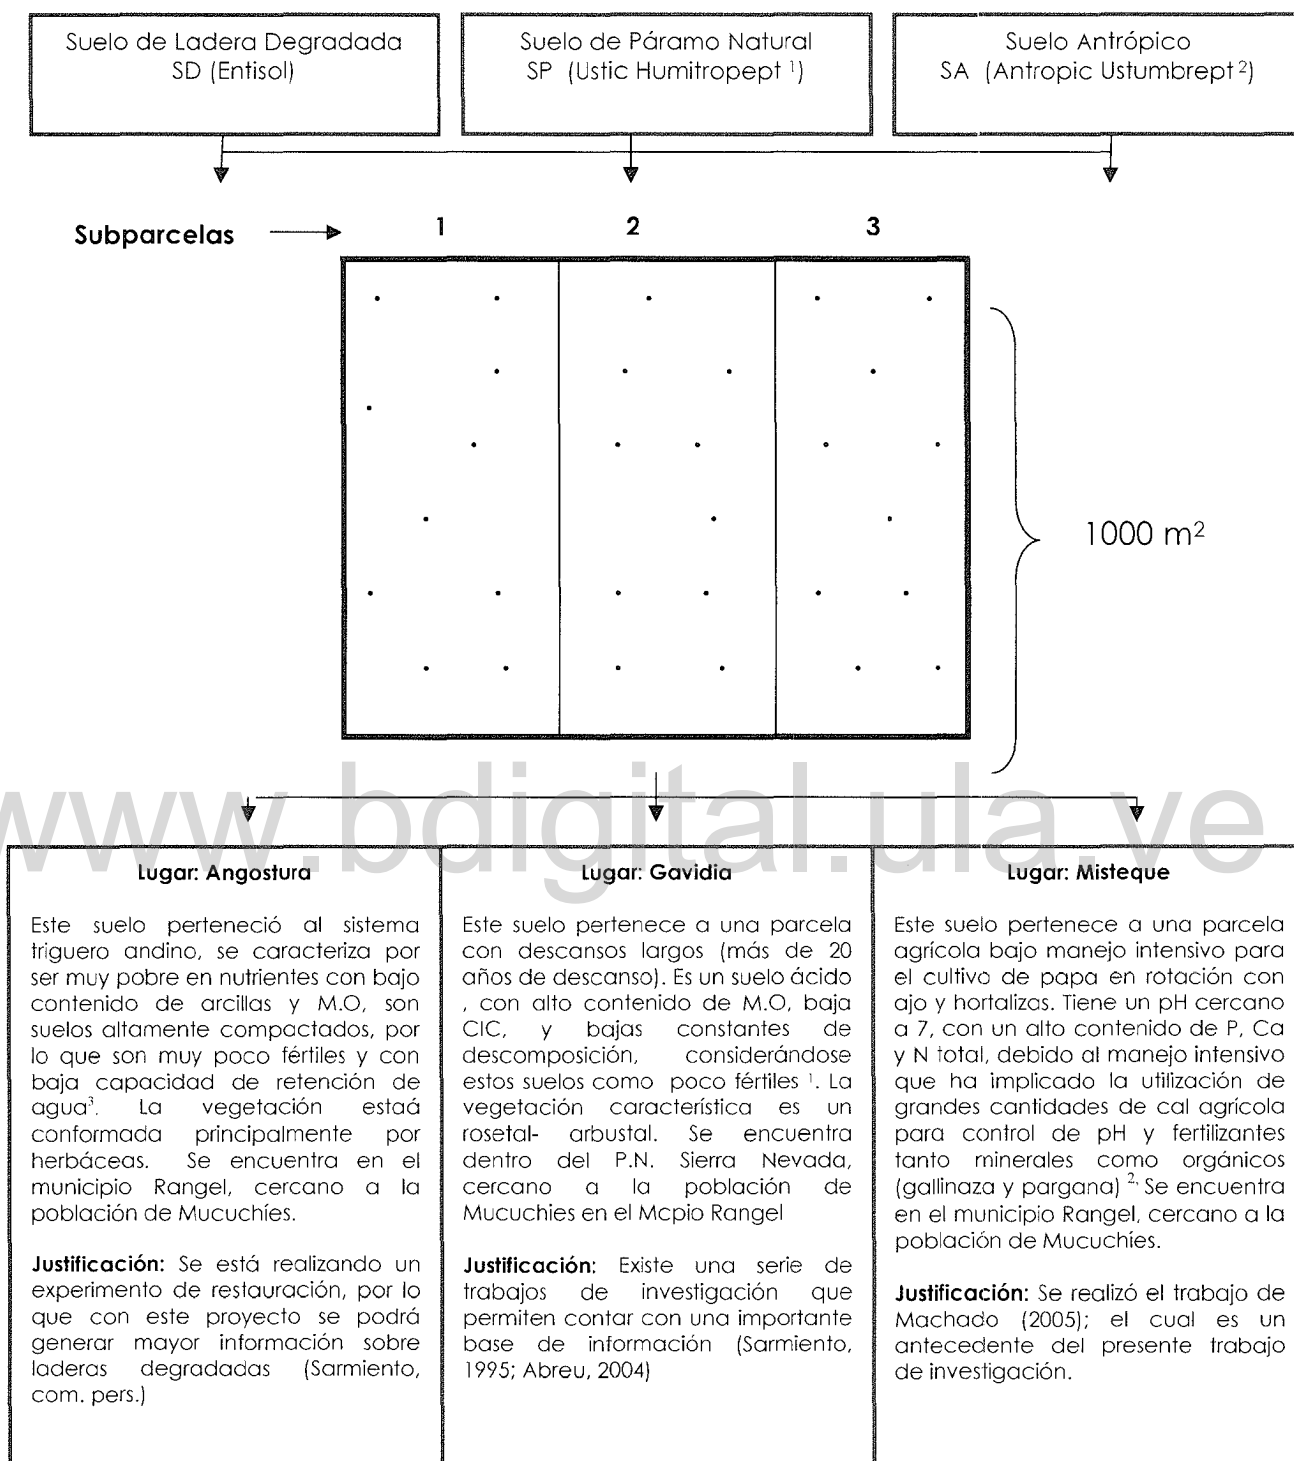 Suelo de Ladera Degradada
SD (Entisol)
Suelo de Páramo Natural
SP (Ustic Humitropept ¹)
Suelo Antrópico
SA (Antropic Ustumbrept ²)
Subparcelas
1
2
3
1000 m²
www.bdigital.ula.ve
Lugar: Angostura
Este suelo perteneció al sistema
triguero andino, se caracteriza por
ser muy pobre en nutrientes con bajo
contenido de arcillas y M.O, son
suelos altamente compactados, por
lo que son muy poco fértiles y con
baja capacidad de retención de
agua³. La vegetación estaá
conformada principalmente por
herbáceas. Se encuentra en el
municipio Rangel, cercano a la
población de Mucuchíes.
Justificación: Se está realizando un
experimento de restauración, por lo
que con este proyecto se podrá
generar mayor información sobre
laderas degradadas (Sarmiento,
com. pers.)
Lugar: Gavidia
Este suelo pertenece a una parcela
con descansos largos (más de 20
años de descanso). Es un suelo ácido
, con alto contenido de M.O, baja
CIC, y bajas constantes de
descomposición, considerándose
estos suelos como poco fértiles ¹. La
vegetación característica es un
rosetal- arbustal. Se encuentra
dentro del P.N. Sierra Nevada,
cercano a la población de
Mucuchies en el Mcpio Rangel
Justificación: Existe una serie de
trabajos de investigación que
permiten contar con una importante
base de información (Sarmiento,
1995; Abreu, 2004)
Lugar: Misteque
Este suelo pertenece a una parcela
agrícola bajo manejo intensivo para
el cultivo de papa en rotación con
ajo y hortalizas. Tiene un pH cercano
a 7, con un alto contenido de P, Ca
y N total, debido al manejo intensivo
que ha implicado la utilización de
grandes cantidades de cal agrícola
para control de pH y fertilizantes
tanto minerales como orgánicos
(gallinaza y pargana) ². Se encuentra
en el municipio Rangel, cercano a la
población de Mucuchíes.
Justificación: Se realizó el trabajo de
Machado (2005); el cual es un
antecedente del presente trabajo
de investigación.